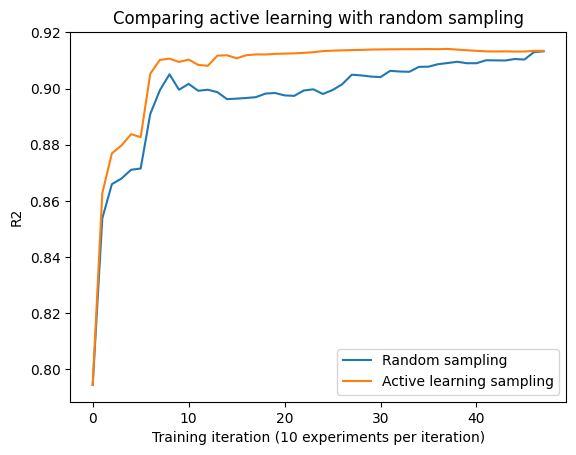 Comparing active learning with random sampling
0.92
0.90
0.88
0.86
0.84
0.82
0.80
R2
0
10
20
30
40
Training iteration (10 experiments per iteration)
Random sampling
Active learning sampling